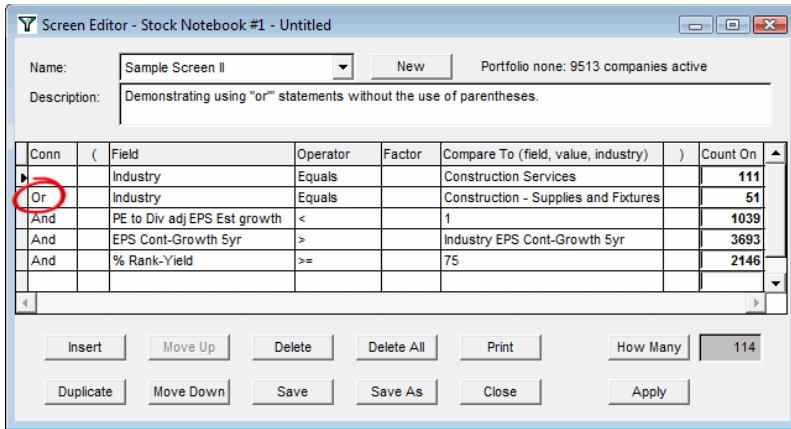 Screen Editor - Stock Notebook #1 - Untitled
Name: Sample Screen II New Portfolio none: 9513 companies active
Description: Demonstrating using "or'" statements without the use of parentheses.
Conn ( Field Operator Factor Compare To (field, value, industry) ) Count On
Industry Equals Construction Services 111
Or Industry Equals Construction - Supplies and Fixtures 51
And PE to Div adj EPS Est growth < 1 1039
And EPS Cont-Growth 5yr > Industry EPS Cont-Growth 5yr 3693
And % Rank-Yield >= 75 2146
Insert Move Up Delete Delete All Print How Many 114
Duplicate Move Down Save Save As Close Apply